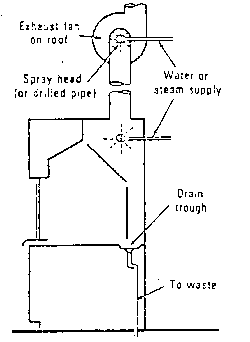 Exhaust fan
on roof
Spray head
(or drilled pipe)
Water or
steam supply
Drain
trough
To waste